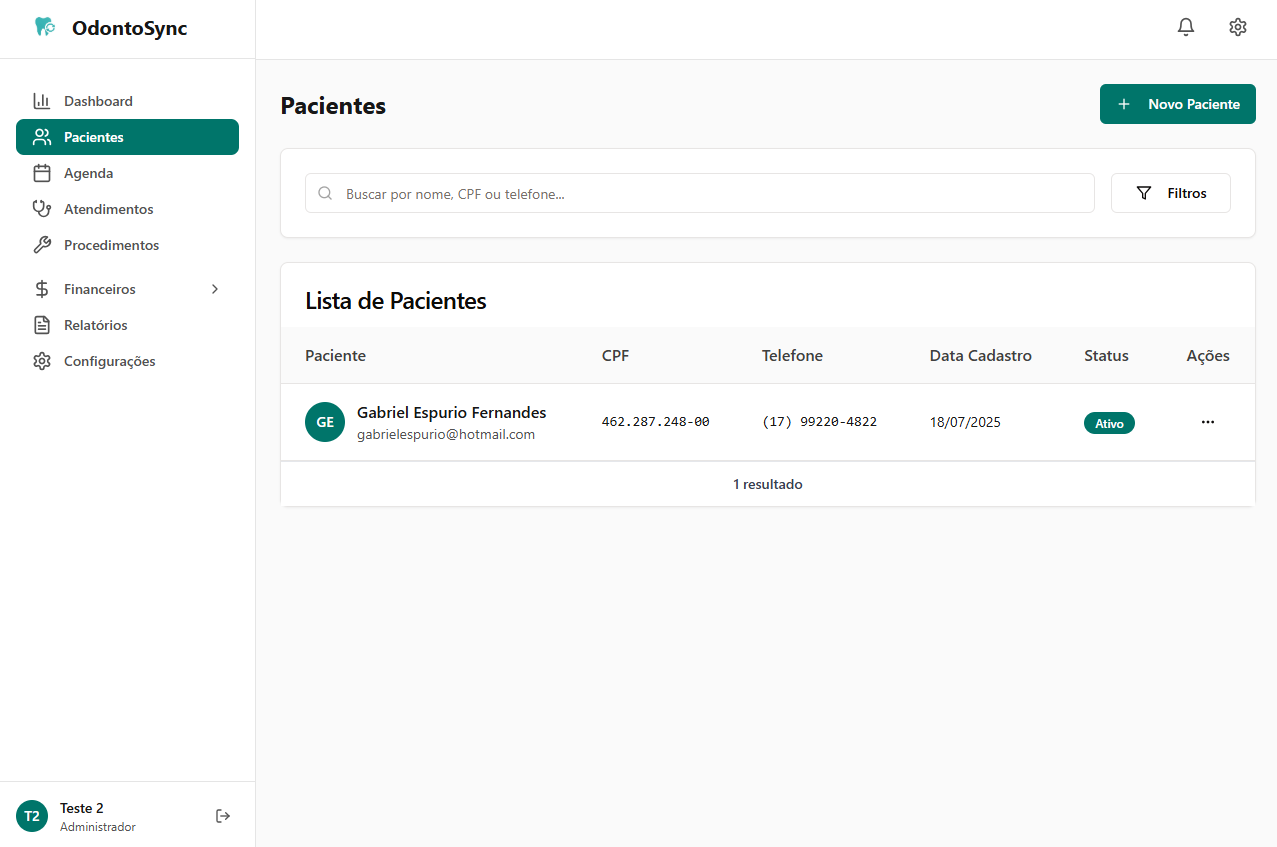 OdontoSync
Dashboard
Pacientes
Agenda
Atendimentos
Procedimentos
Financeiros
Relatórios
Configurações
T2
Teste 2
Administrador
Pacientes
Novo Paciente
Buscar por nome, CPF ou telefone...
Filtros
Lista de Pacientes
Paciente CPF Telefone Data Cadastro Status Ações
GE
Gabriel Espurio Fernandes
gabrielespurio@hotmail.com
462.287.248-00 (17) 99220-4822 18/07/2025 Ativo ...
1 resultado